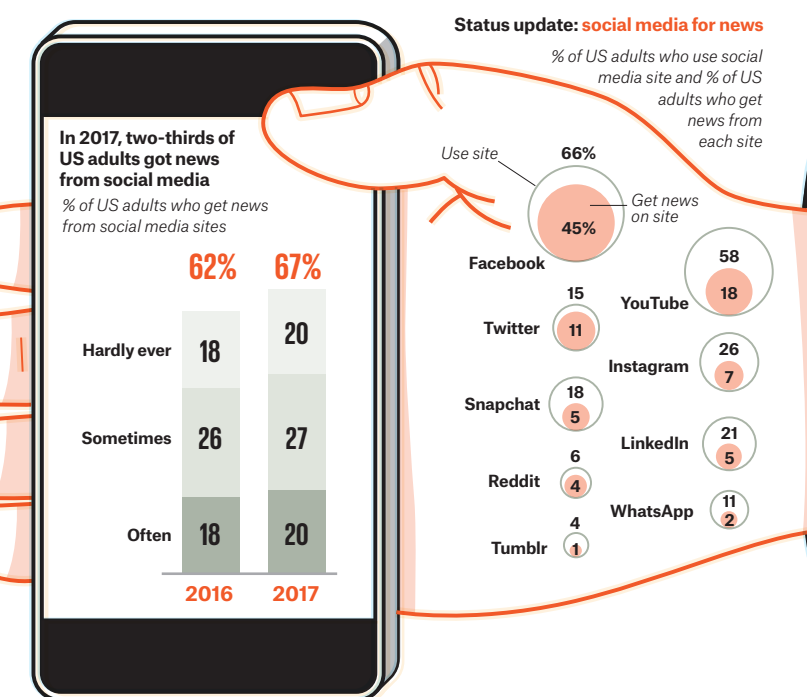 Status update: social media for news
% of US adults who use social
media site and % of US
adults who get
news from
each site
In 2017, two-thirds of
US adults got news
from social media
% of US adults who get news
from social media sites
62% 67%
Hardly ever 18 20
Sometimes 26 27
Often 18 20
2016 2017
Use site
66%
Get news
on site
45%
Facebook
58
18
YouTube
15
Twitter 11
26
Instagram
7
18
Snapchat
5
21
LinkedIn
5
6
Reddit 4
11
WhatsApp
2
4
Tumblr 1